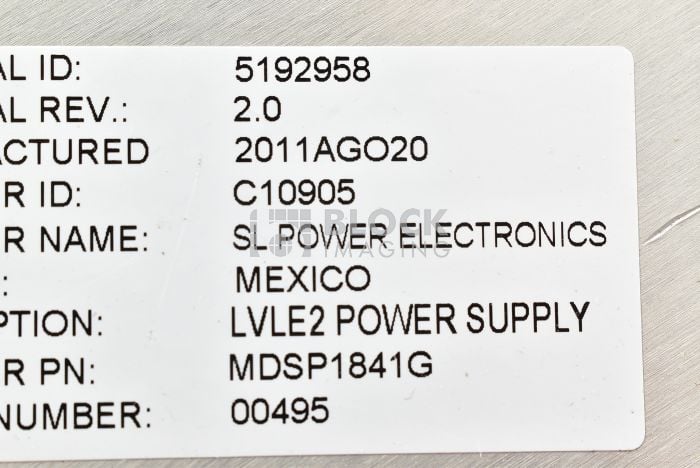 AL ID: 5192958
AL REV.: 2.0
ACTURED 2011AGO20
R ID: C10905
R NAME: SL POWER ELECTRONICS
: MEXICO
PTION: LVLE2 POWER SUPPLY
R PN: MDSP1841G
NUMBER: 00495
BLOCK
IMAGING